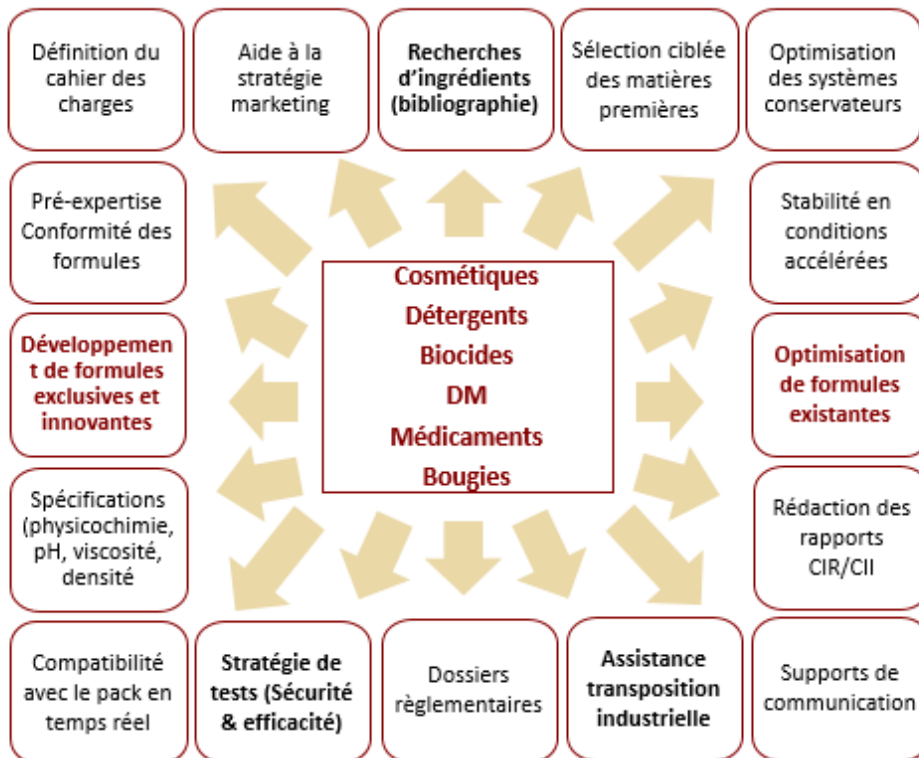 Définition du
cahier des
charges
Aide à la
stratégie
marketing
Recherches
d'ingrédients
(bibliographie)
Sélection ciblée
des matières
premières
Optimisation
des systèmes
conservateurs
Pré-expertise
Conformité des
formules
Cosmétiques
Détergents
Biocides
DM
Médicaments
Bougies
Stabilité en
conditions
accélérées
Développemen
t de formules
exclusives et
innovantes
Optimisation
de formules
existantes
Spécifications
(physicochimie,
pH, viscosité,
densité
Rédaction des
rapports
CIR/CII
Compatibilité
avec le pack en
temps réel
Stratégie de
tests (Sécurité
& efficacité)
Dossiers
règlementaires
Assistance
transposition
industrielle
Supports de
communication